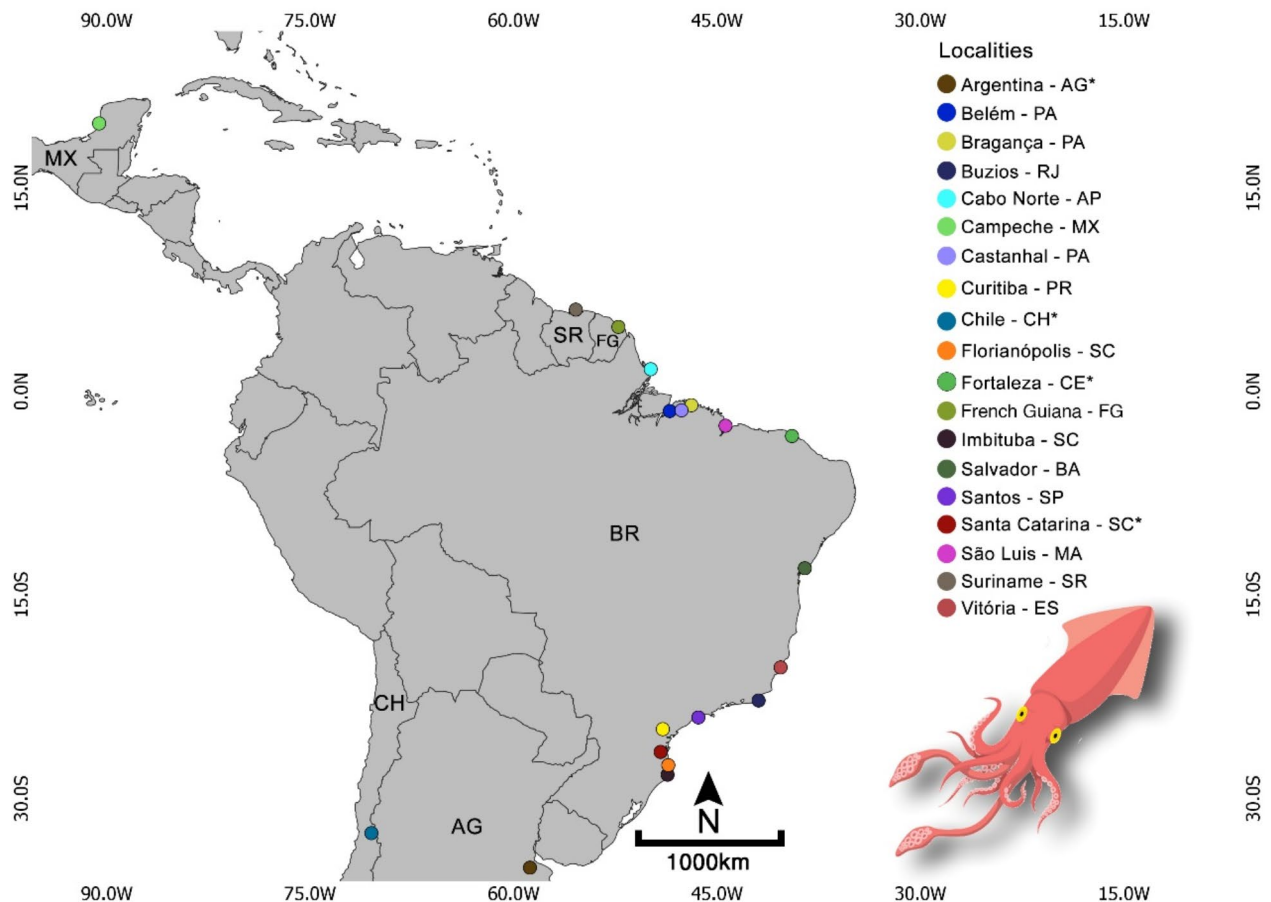 90.0W 75.0W 60.0W 45.0W 30.0W 15.0W
Localities
Argentina - AG*
Belém - PA
Bragança - PA
Buzios - RJ
Cabo Norte - AP
Campeche - MX
Castanhal - PA
Curitiba - PR
Chile - CH*
Florianópolis - SC
Fortaleza - CE*
French Guiana - FG
Imbituba - SC
Salvador - BA
Santos - SP
Santa Catarina - SC*
São Luis - MA
Suriname - SR
Vitória - ES
MX
15.0N 15.0N
SR FG
0.0N 0.0N
BR
15.0S 15.0S
CH
30.0S 30.0S
AG
N
1000km
90.0W 75.0W 60.0W 45.0W 30.0W 15.0W